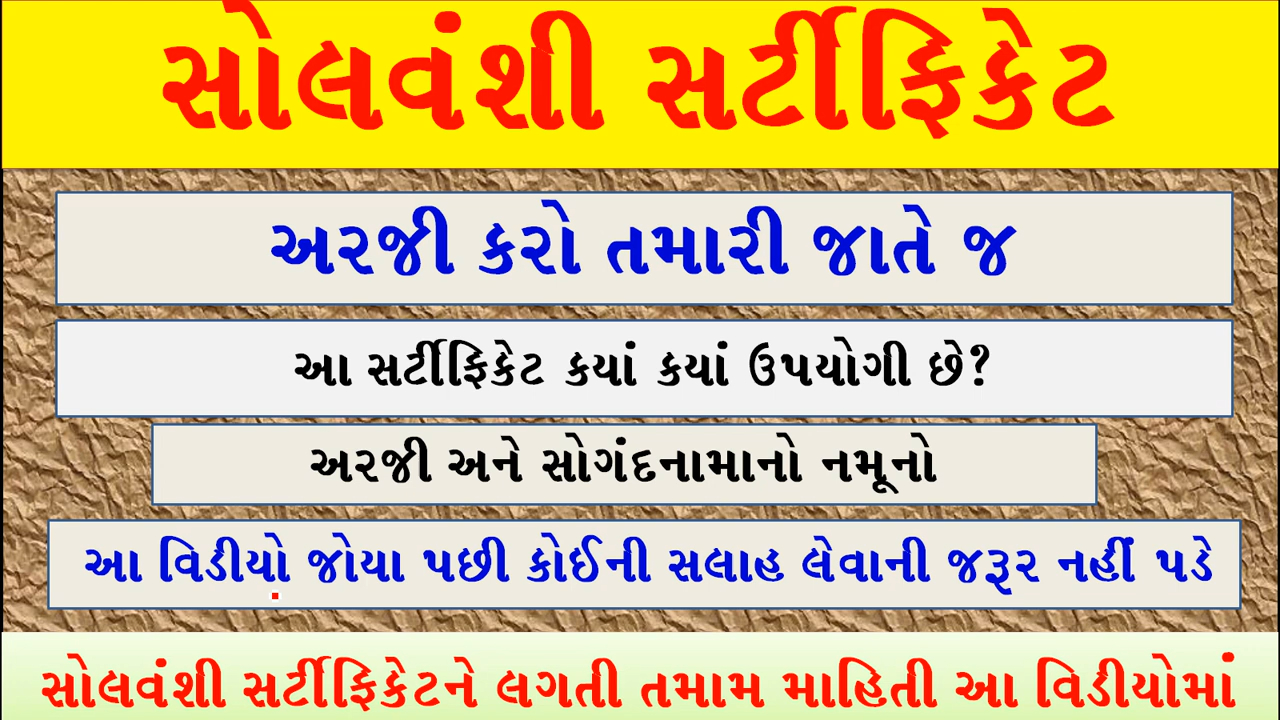 સોલવંશી સર્ટીફિકેટ
અરજી કરો તમારી જાતે જ
આ સર્ટીફિકેટ કયાં કયાં ઉપયોગી છે?
અરજી અને સોગંદનામાનો નમૂનો
આ વિડીયો જોયા પછી કોઈની સલાહ લેવાની જરૂર નહીં પડે
સોલવંશી સર્ટીફિકેટને લગતી તમામ માહિતી આ વિડીયોમાં